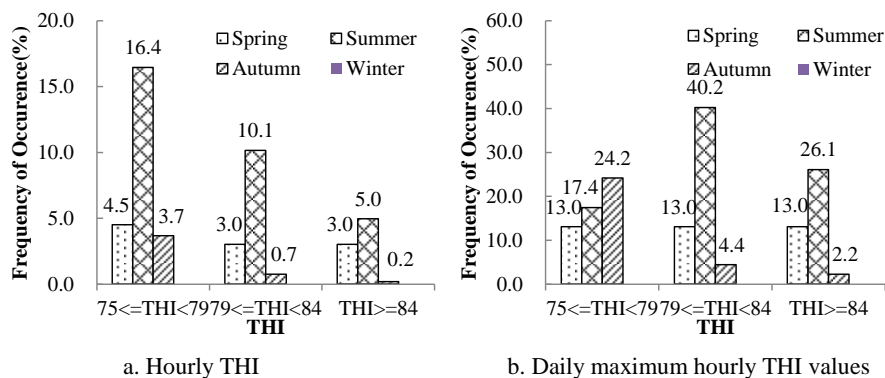 Frequency of Occurence(%)
20.0
15.0
10.0
5.0
0.0
Spring
Summer
Autumn
Winter
16.4
4.5
3.7
10.1
3.0
0.7
3.0
5.0
0.2
75<=THI<79
79<=THI<84
THI>=84
THI
a. Hourly THI
Frequency of Occurence(%)
60.0
50.0
40.0
30.0
20.0
10.0
0.0
Spring
Summer
Autumn
Winter
13.0
17.4
24.2
13.0
40.2
4.4
13.0
26.1
2.2
75<=THI<79
79<=THI<84
THI>=84
THI
b. Daily maximum hourly THI values